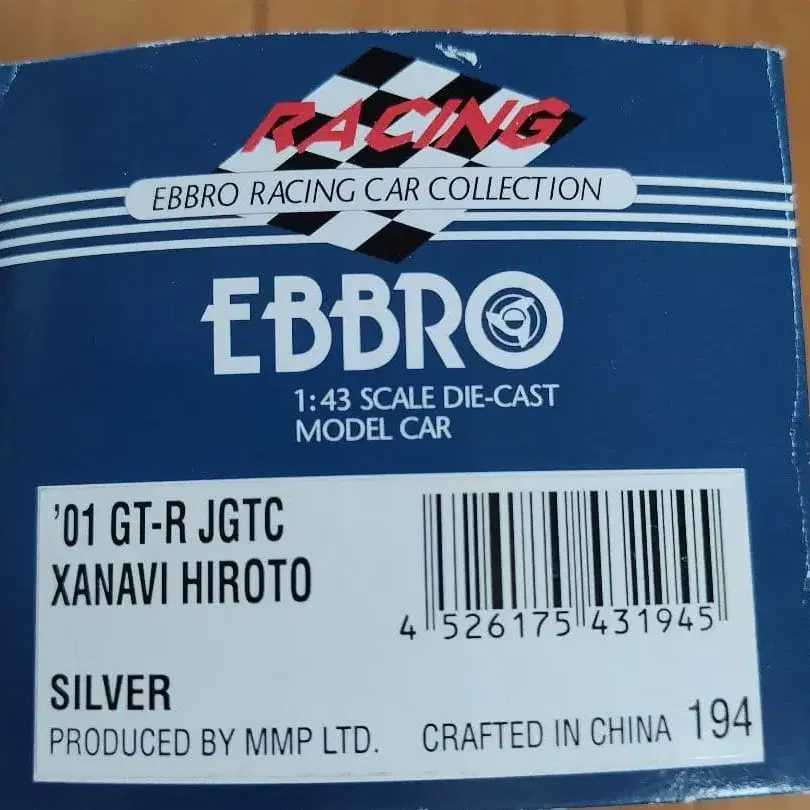 RACING
EBBRO RACING CAR COLLECTION
EBBRO
1:43 SCALE DIE-CAST
MODEL CAR
'01 GT-R JGTC
XANAVI HIROTO
4 526175 431945
SILVER
PRODUCED BY MMP LTD. CRAFTED IN CHINA 194